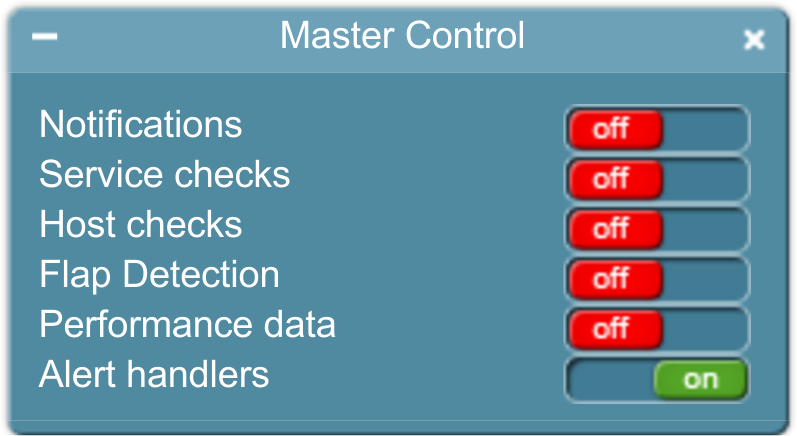 Master Control
Notifications off
Service checks off
Host checks off
Flap Detection off
Performance data off
Alert handlers on